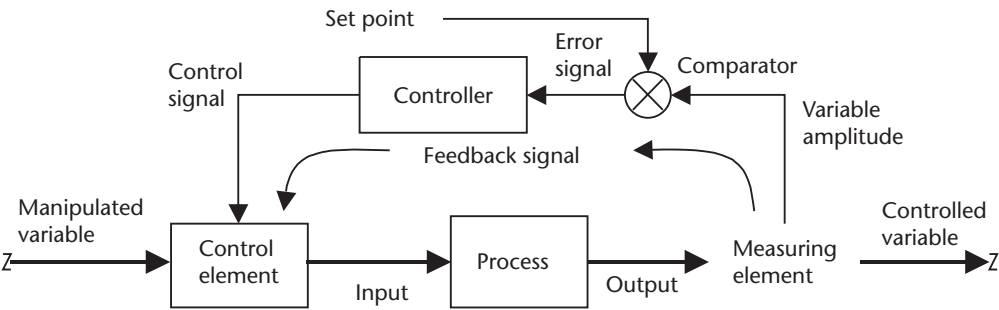 Set point
Error
signal
Comparator
Control
signal
Controller
Variable
amplitude
Feedback signal
Manipulated
variable
Control
element
Process
Measuring
element
Controlled
variable
Input
Output
Z
Z